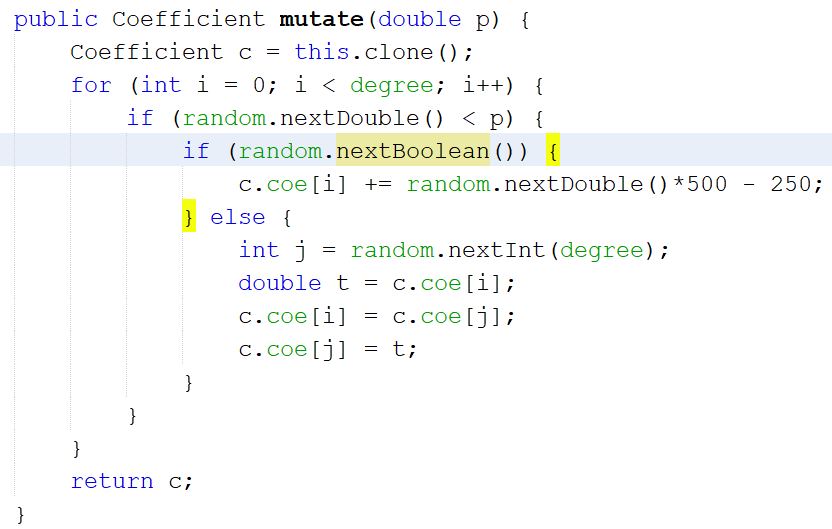 public Coefficient mutate(double p) {
    Coefficient c = this.clone();
    for (int i = 0; i < degree; i++) {
        if (random.nextDouble() < p) {
            if (random.nextBoolean()) {
                c.coe[i] += random.nextDouble()*500 - 250;
            } else {
                int j = random.nextInt(degree);
                double t = c.coe[i];
                c.coe[i] = c.coe[j];
                c.coe[j] = t;
            }
        }
    }
    return c;
}